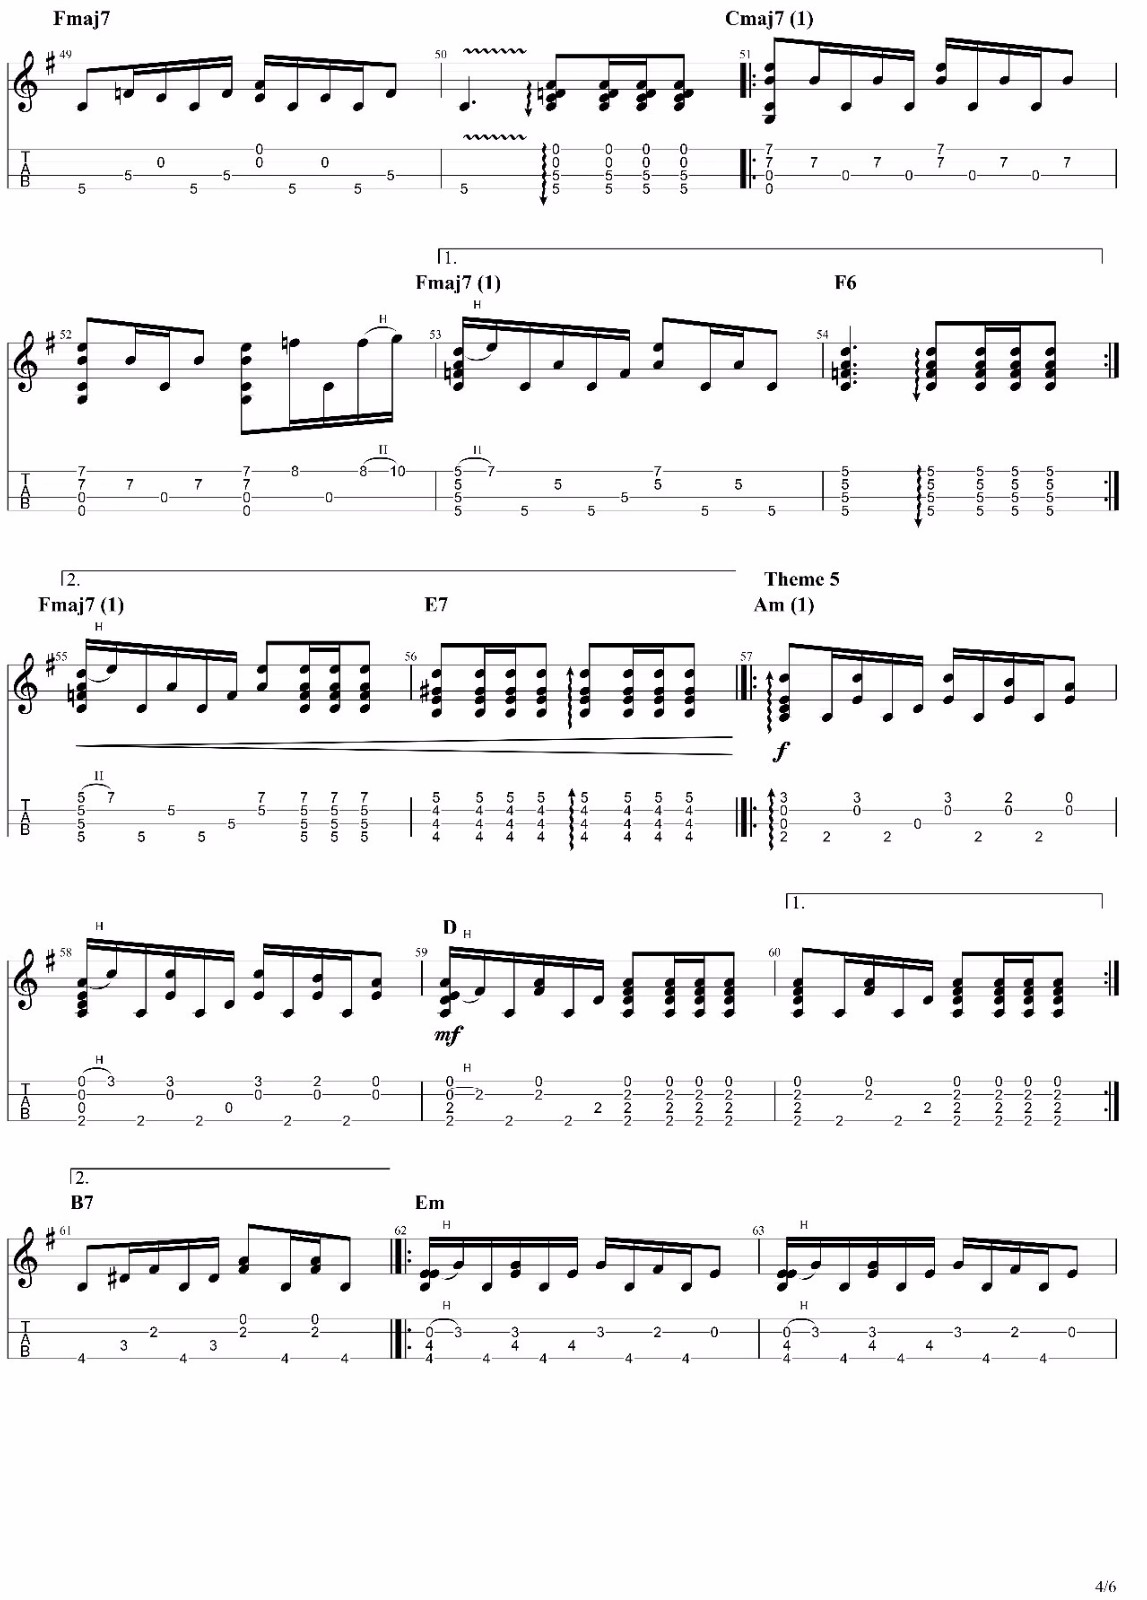 Fmaj7 Cmaj7 (1)
49 50 51
0 0 0 0 0 7 7
T 0 0 0 0 0 0 0 7 7 7 7 7 7
A 5 5 5 5 5 5 5 0 0 0 0 0
B 5 5 5 5 5 5 5 5 5 0
1.
Fmaj7 (1) F6
H
52 H 53 54
H H
7 7 8 8 10 5 7 7 5 5 5 5 5
T 7 7 7 7 5 5 5 5 5 5 5 5 5
A 0 0 0 0 5 5 5 5 5 5 5
B 0 0 5 5 5 5 5 5 5 5 5 5
2. Theme 5
Fmaj7 (1) E7 Am (1)
H
55 56 57
f
H
5 7 7 7 7 7 5 5 5 5 5 5 5 5 3 3 3 2 0
T 5 5 5 5 5 5 4 4 4 4 4 4 4 4 0 0 0 0 0
A 5 5 5 5 5 4 4 4 4 4 4 4 4 0 0
B 5 5 5 5 5 5 4 4 4 4 4 4 4 4 2 2 2 2 2
1.
D
H H
58 59 60
mf
H H
0 3 3 3 2 0 0 0 0 0 0 0 0 0 0 0 0 0
T 0 0 0 0 0 0 2 2 2 2 2 2 2 2 2 2 2 2
A 0 0 2 2 2 2 2 2 2 2 2 2 2 2
B 2 2 2 2 2 2 2 2 2 2 2 2 2 2 2 2 2 2 2
2.
B7 Em
H H
61 62 63
H H
0 0
T 2 2 2 0 3 3 3 2 0 0 3 3 3 2 0
A 3 3 4 4 4 4 4 4
B 4 4 4 4 4 4 4 4 4 4 4 4 4 4
4/6